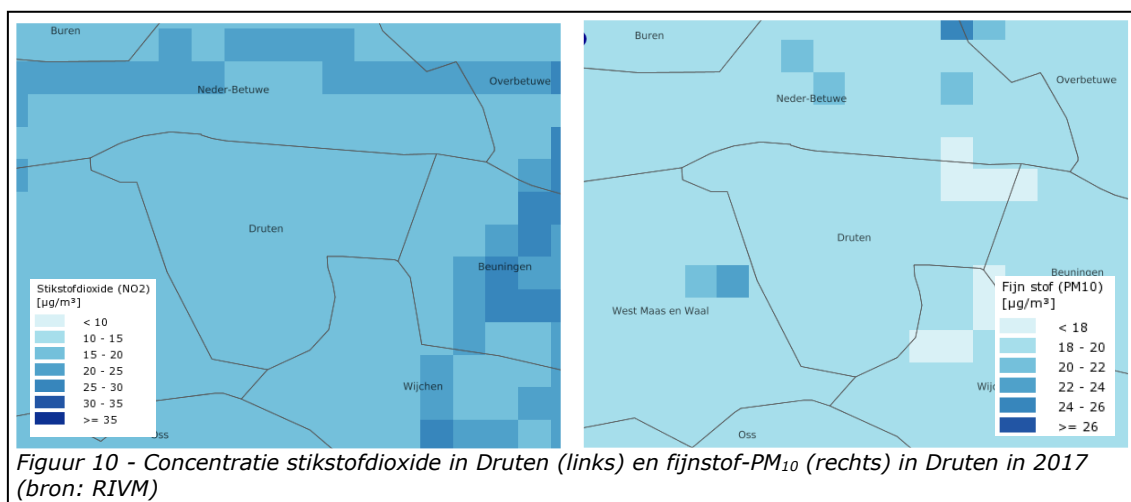 Buren
Overbetuwe
Neder-Betuwe
Druten
Beuningen
Wijchen
Oss
Stikstofdioxide (NO2)
[µg/m³]
< 10
10 - 15
15 - 20
20 - 25
25 - 30
30 - 35
>= 35
Buren
Overbetuwe
Neder-Betuwe
Druten
Beuningen
West Maas en Waal
Oss
Fijn stof (PM10)
[µg/m³]
< 18
18 - 20
20 - 22
22 - 24
24 - 26
>= 26
Figuur 10 - Concentratie stikstofdioxide in Druten (links) en fijnstof-PM10 (rechts) in Druten in 2017
(bron: RIVM)